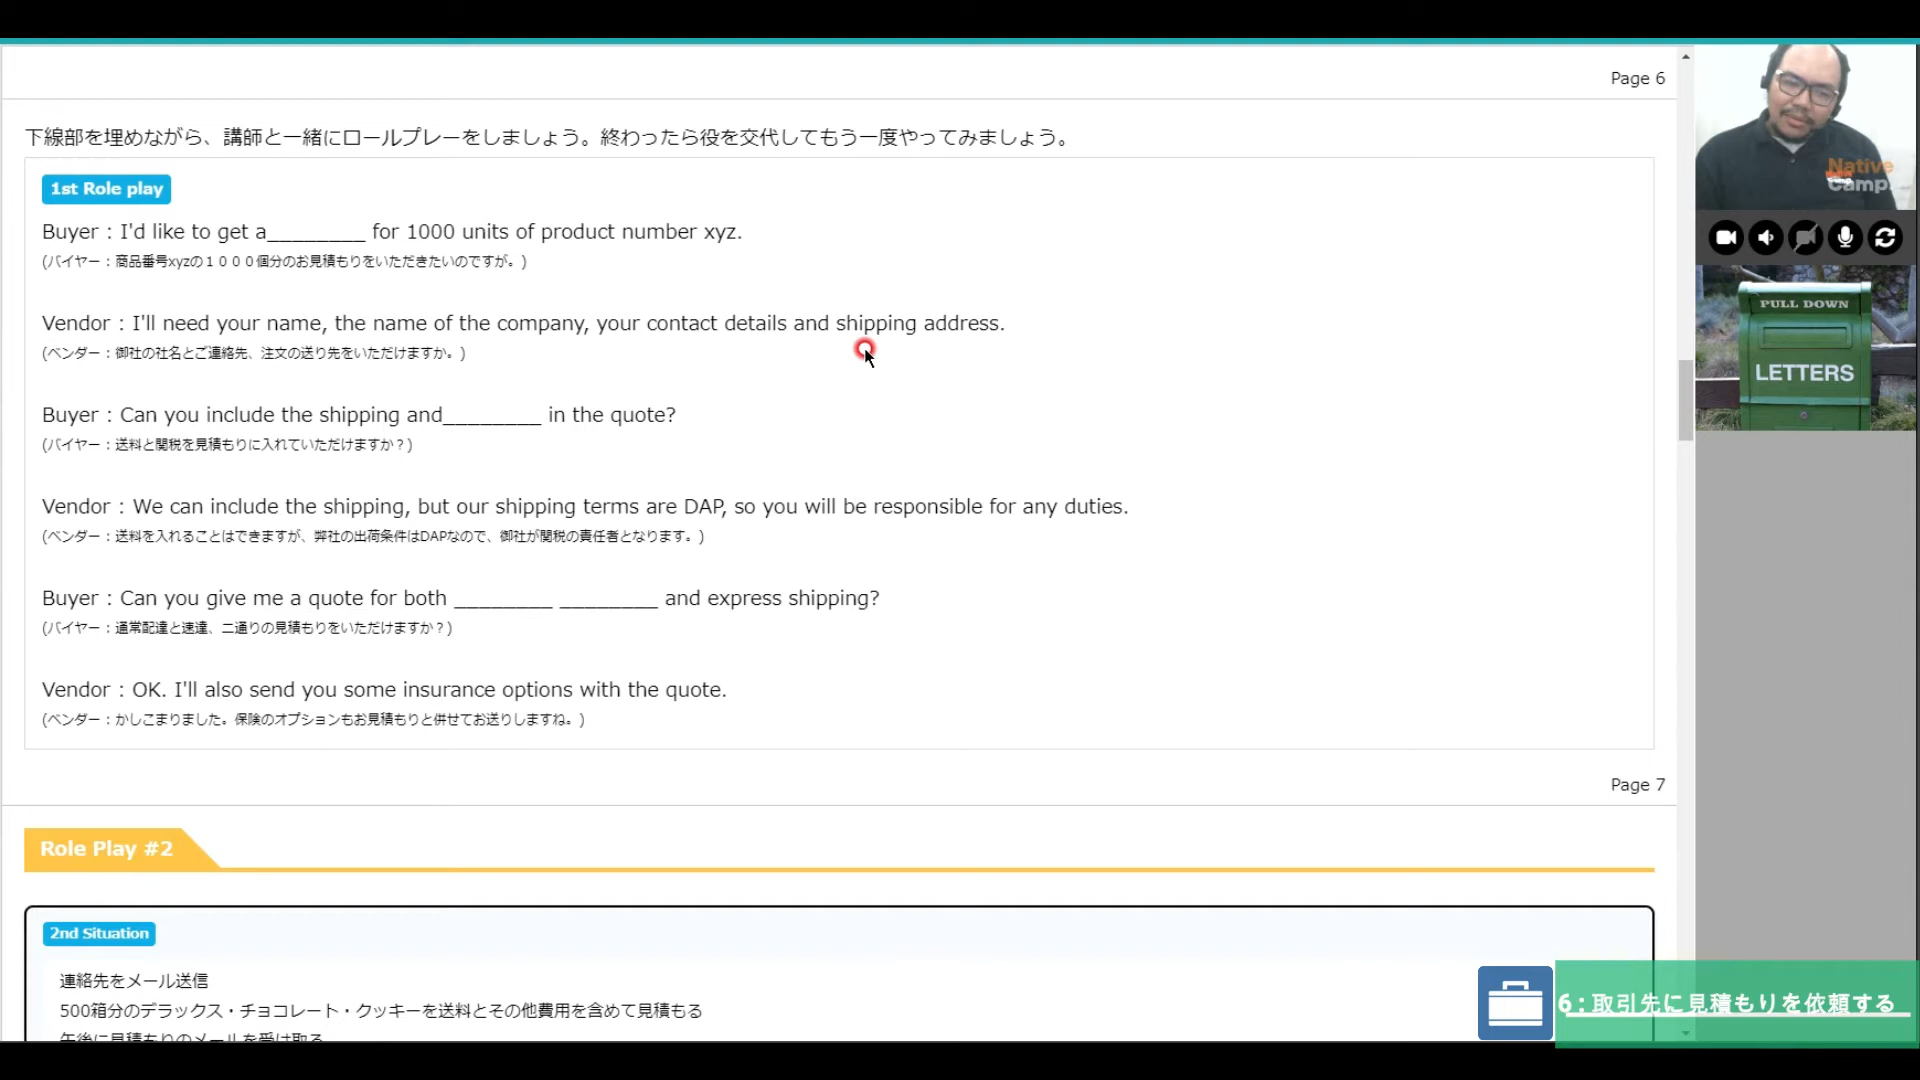 Page 6
下線部を埋めながら、講師と一緒にロールプレーをしましょう。終わったら役を交代してもう一度やってみましょう。
1st Role play
Buyer : I'd like to get a________ for 1000 units of product number xyz.
(バイヤー：商品番号xyzの１０００個分のお見積もりをいただきたいのですが。)
Vendor : I'll need your name, the name of the company, your contact details and shipping address.
(ベンダー：御社の社名とご連絡先、注文の送り先をいただけますか。)
Buyer : Can you include the shipping and________ in the quote?
(バイヤー：送料と関税を見積もりに入れていただけますか？)
Vendor : We can include the shipping, but our shipping terms are DAP, so you will be responsible for any duties.
(ベンダー：送料を入れることはできますが、弊社の出荷条件はDAPなので、御社が関税の責任者となります。)
Buyer : Can you give me a quote for both ________ ________ and express shipping?
(バイヤー：通常配達と速達、二通りの見積もりをいただけますか？)
Vendor : OK. I'll also send you some insurance options with the quote.
(ベンダー：かしこまりました。保険のオプションもお見積もりと併せてお送りしますね。)
Page 7
Role Play #2
2nd Situation
連絡先をメール送信
500箱分のデラックス・チョコレート・クッキーを送料とその他費用を含めて見積もる
午後に見積もりのメールを受け取る
Native
Camp.
PULL DOWN
LETTERS
6：取引先に見積もりを依頼する